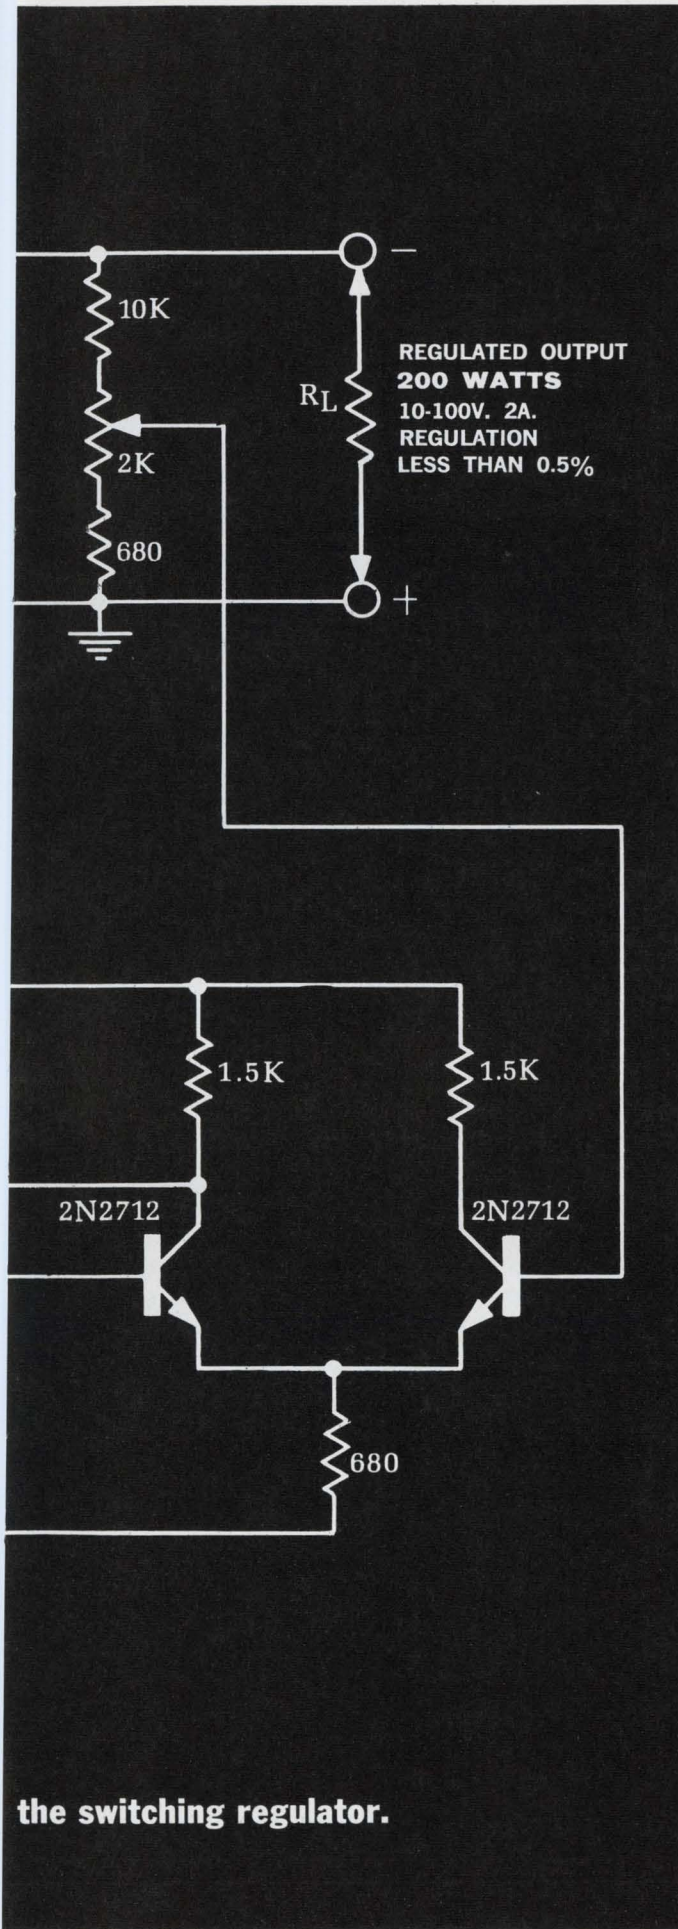 −
10K
REGULATED OUTPUT
200 WATTS
RL
10-100V. 2A.
REGULATION
2K
LESS THAN 0.5%
680
+
1.5K
1.5K
2N2712
2N2712
680
the switching regulator.